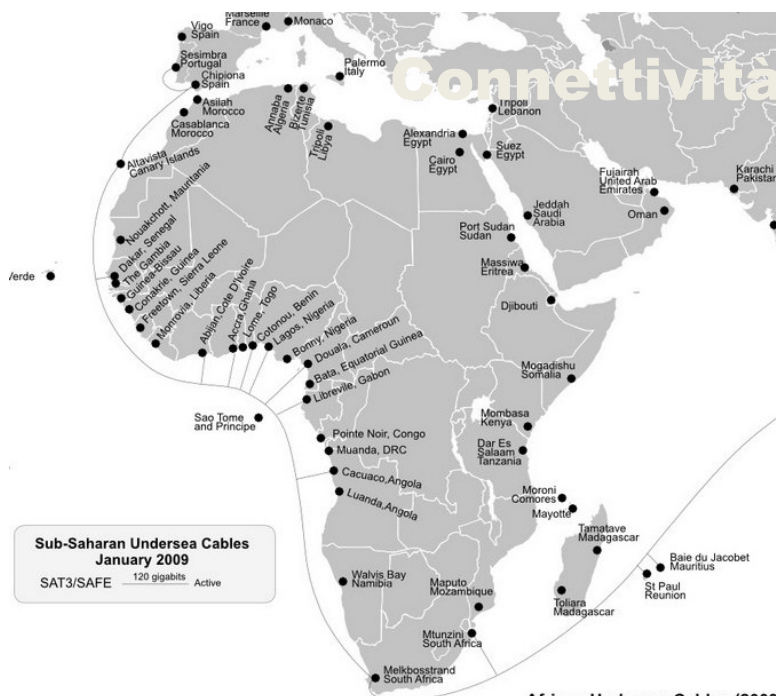 Marseille
France
Monaco
Vigo
Spain
Sesimbra
Portugal
Palermo
Italy
Connettività
Chipiona
Spain
Asilah
Morocco
Casablanca
Morocco
Annaba
Algeria
Bizerte
Tunisia
Tripoli
Libya
Tripoli
Lebanon
Alexandria
Egypt
Cairo
Egypt
Suez
Egypt
Altavista
Canary Islands
Fujairah
United Arab
Emirates
Karachi
Pakistan
Oman
Jeddah
Saudi
Arabia
Port Sudan
Sudan
Massiwa
Eritrea
Djibouti
Nouakchott, Mauritania
Dakar, Senegal
The Gambia
Guinea-Bissau
Conakrie, Guinea
Freetown, Sierra Leone
Monrovia, Liberia
Verde
Abijan,Cote D'Ivoire
Accra,Ghana
Lome, Togo
Cotonou, Benin
Lagos, Nigeria
Bonny, Nigeria
Douala, Cameroun
Bata, Equatorial Guinea
Libreville, Gabon
Mogadishu
Somalia
Sao Tome
and Principe
Mombasa
Kenya
Pointe Noir, Congo
Muanda, DRC
Dar Es
Salaam
Tanzania
Cacuaco,Angola
Luanda,Angola
Moroni
Comores
Mayotte
Tamatave
Madagascar
Sub-Saharan Undersea Cables
January 2009
SAT3/SAFE 120 gigabits Active
Baie du Jacobet
Mauritius
St Paul
Reunion
Walvis Bay
Namibia
Maputo
Mozambique
Toliara
Madagascar
Mtunzini
South Africa
Melkbosstrand
South Africa